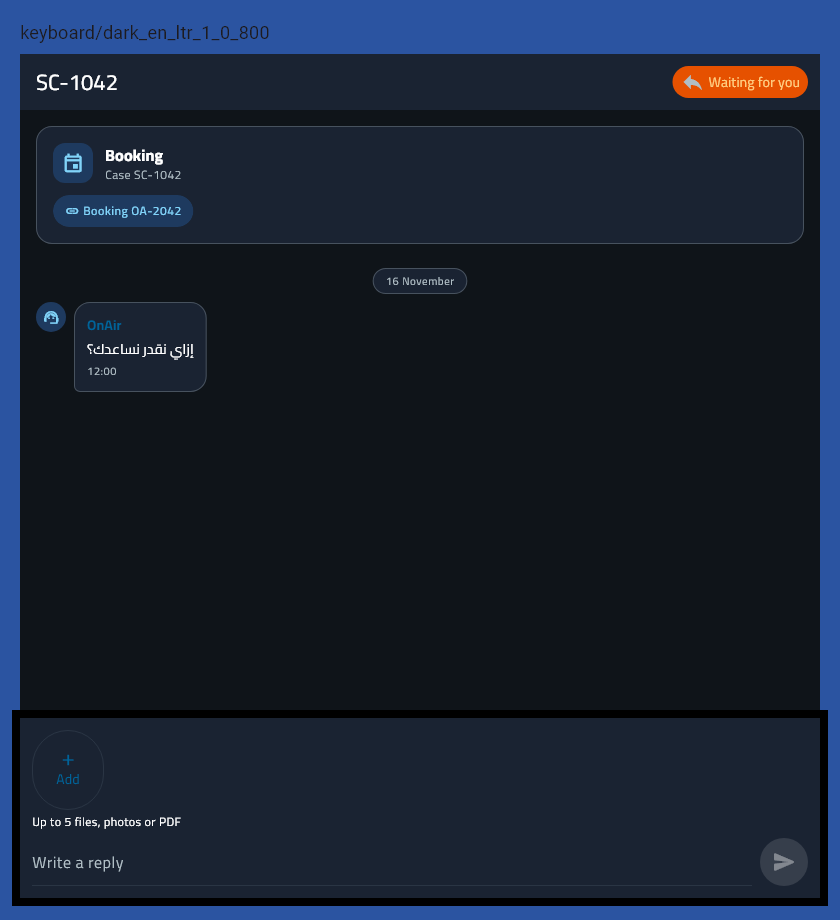 keyboard/dark_en_ltr_1_0_800
SC-1042
Waiting for you
Booking
Case SC-1042
Booking OA-2042
16 November
OnAir
إزاي نقدر نساعدك؟
12:00
Add
Up to 5 files, photos or PDF
Write a reply